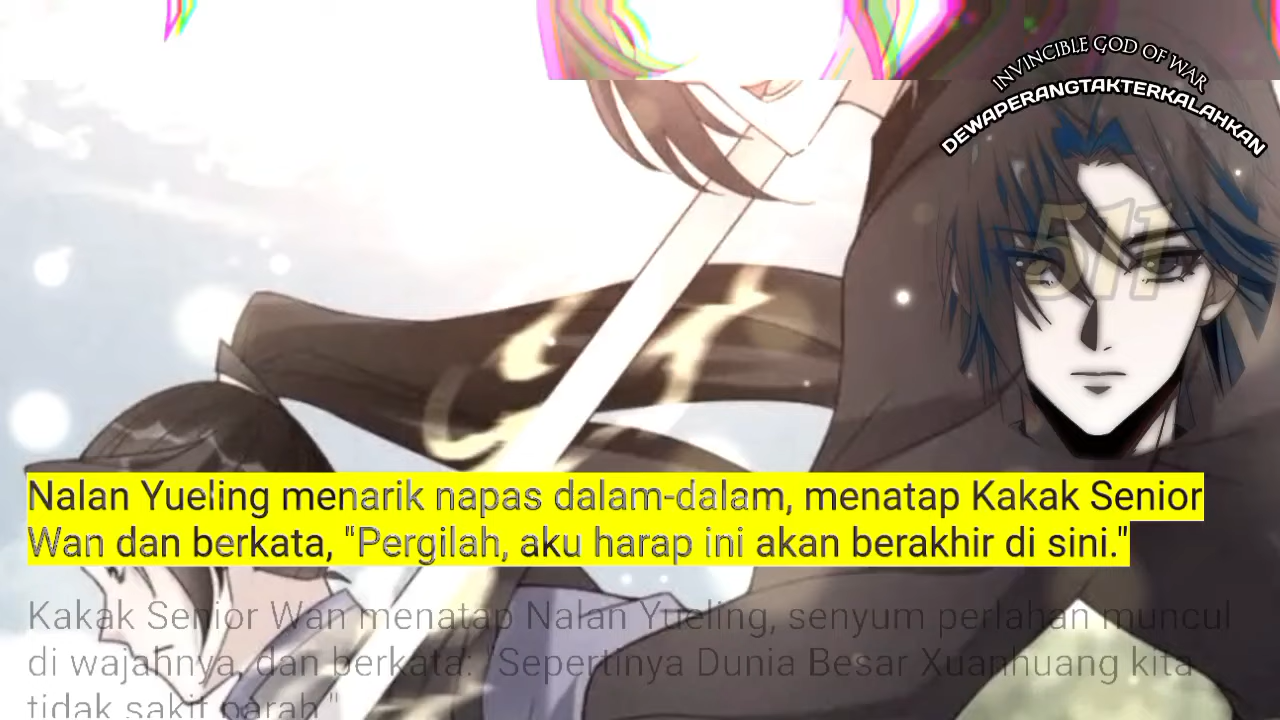 INVINCIBLE GOD OF WAR
DEWAPERANGTAKTERKALAHKAN
511
Nalan Yueling menarik napas dalam-dalam, menatap Kakak Senior
Wan dan berkata, "Pergilah, aku harap ini akan berakhir di sini."
Kakak Senior Wan menatap Nalan Yueling, senyum perlahan muncul
di wajahnya, dan berkata: "Sepertinya Dunia Besar Xuanhuang kita
tidak sakit parah."